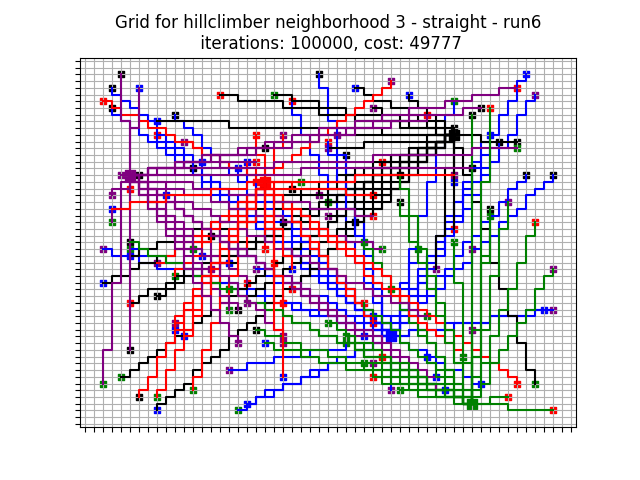 Grid for hillclimber neighborhood 3 - straight - run6
iterations: 100000, cost: 49777